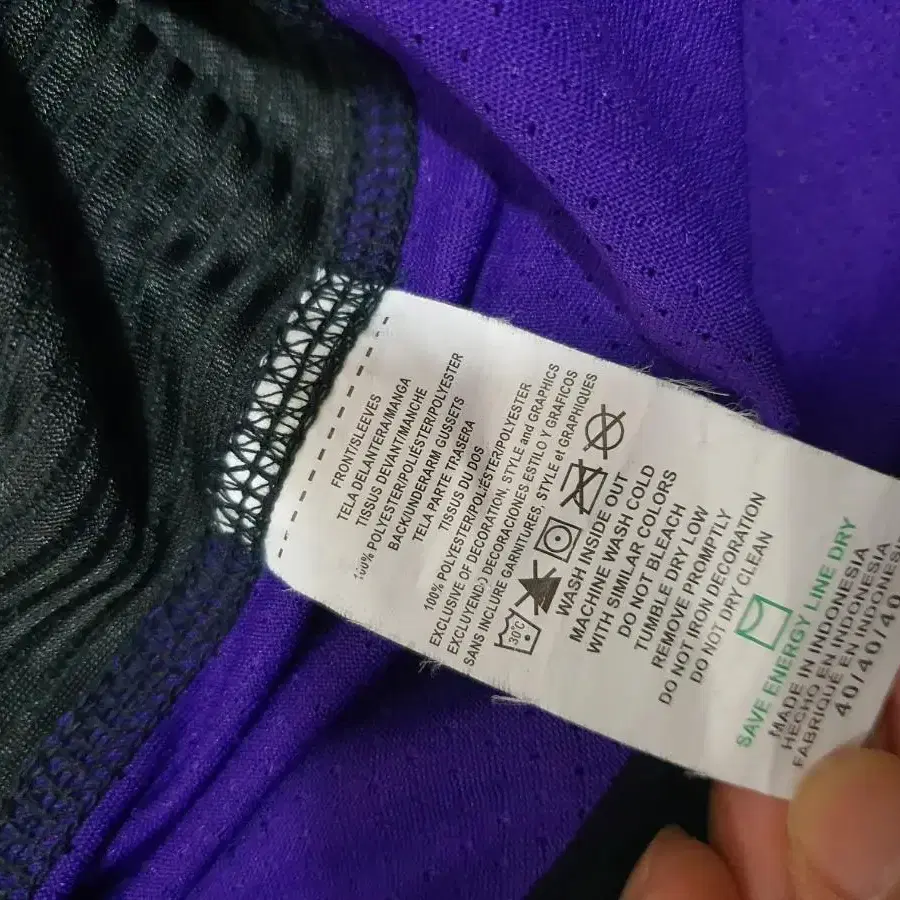 FRONT/SLEEVES
TELA DELANTERA/MANGA
TISSUS DEVANT/MANCHE
100% POLYESTER/POLIÉSTER/POLYESTER
BACK/UNDERARM GUSSETS
TELA PARTE TRASERA
TISSUS DU DOS
100% POLYESTER/POLIÉSTER/POLYESTER
EXCLUSIVE OF DECORATION, STYLE and GRAPHICS
EXCLUYENDO DECORACIONES ESTILO Y GRAFICOS
SANS INCLURE GARNITURES, STYLE et GRAPHIQUES
30°C
WASH INSIDE OUT
MACHINE WASH COLD
WITH SIMILAR COLORS
DO NOT BLEACH
TUMBLE DRY LOW
REMOVE PROMPTLY
DO NOT IRON DECORATION
DO NOT DRY CLEAN
SAVE ENERGY LINE DRY
MADE IN INDONESIA
HECHO EN INDONESIA
FABRIQUÉ EN INDONESIE
40/40/40